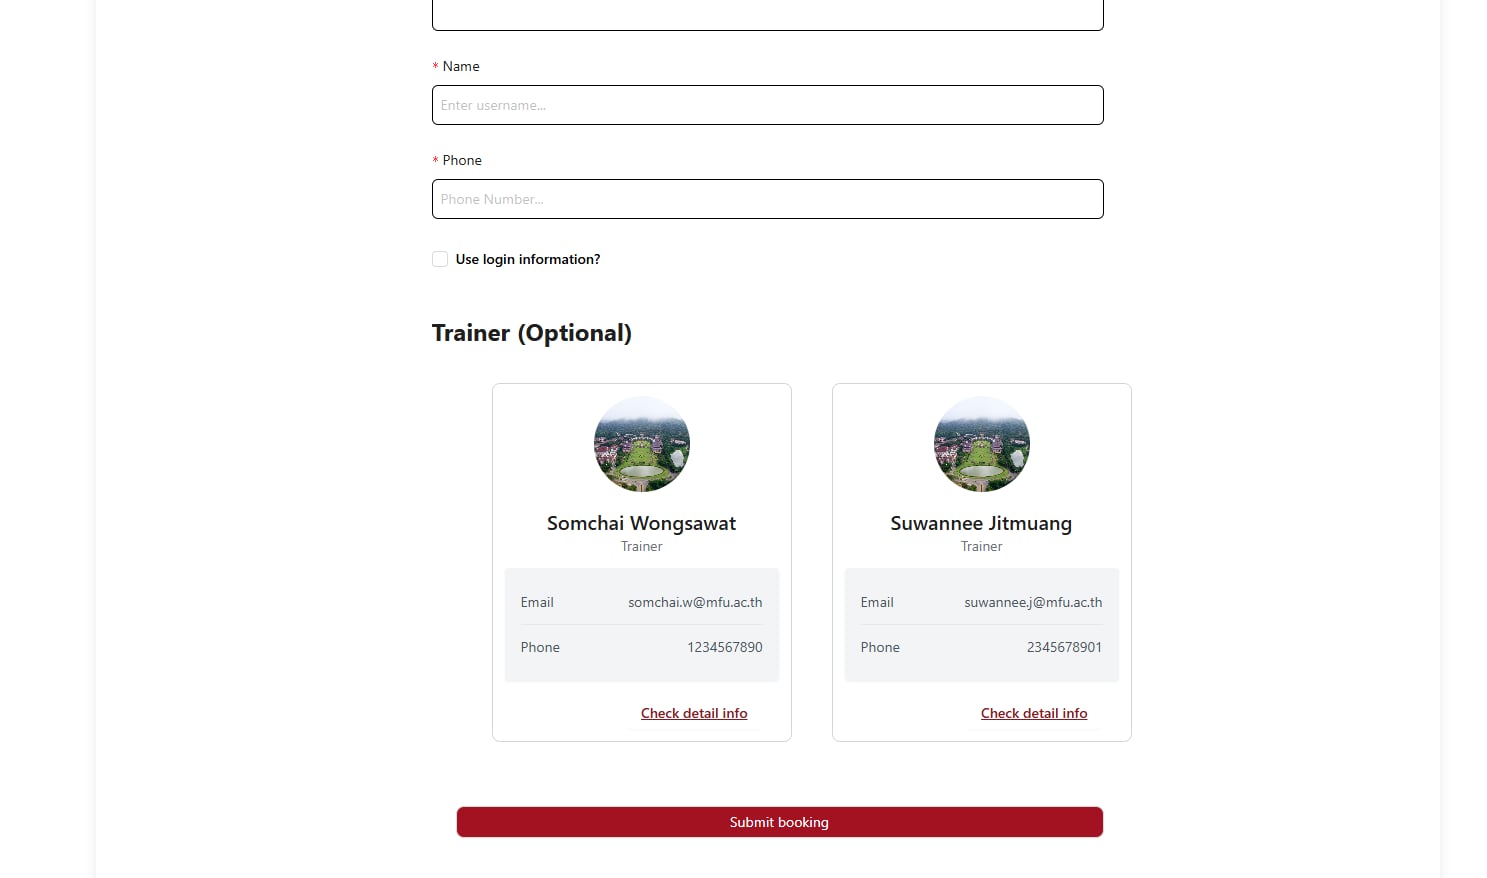 * Name
Enter username...
* Phone
Phone Number...
Use login information?
Trainer (Optional)
Somchai Wongsawat
Trainer
Email somchai.w@mfu.ac.th
Phone 1234567890
Check detail info
Suwannee Jitmuang
Trainer
Email suwannee.j@mfu.ac.th
Phone 2345678901
Check detail info
Submit booking